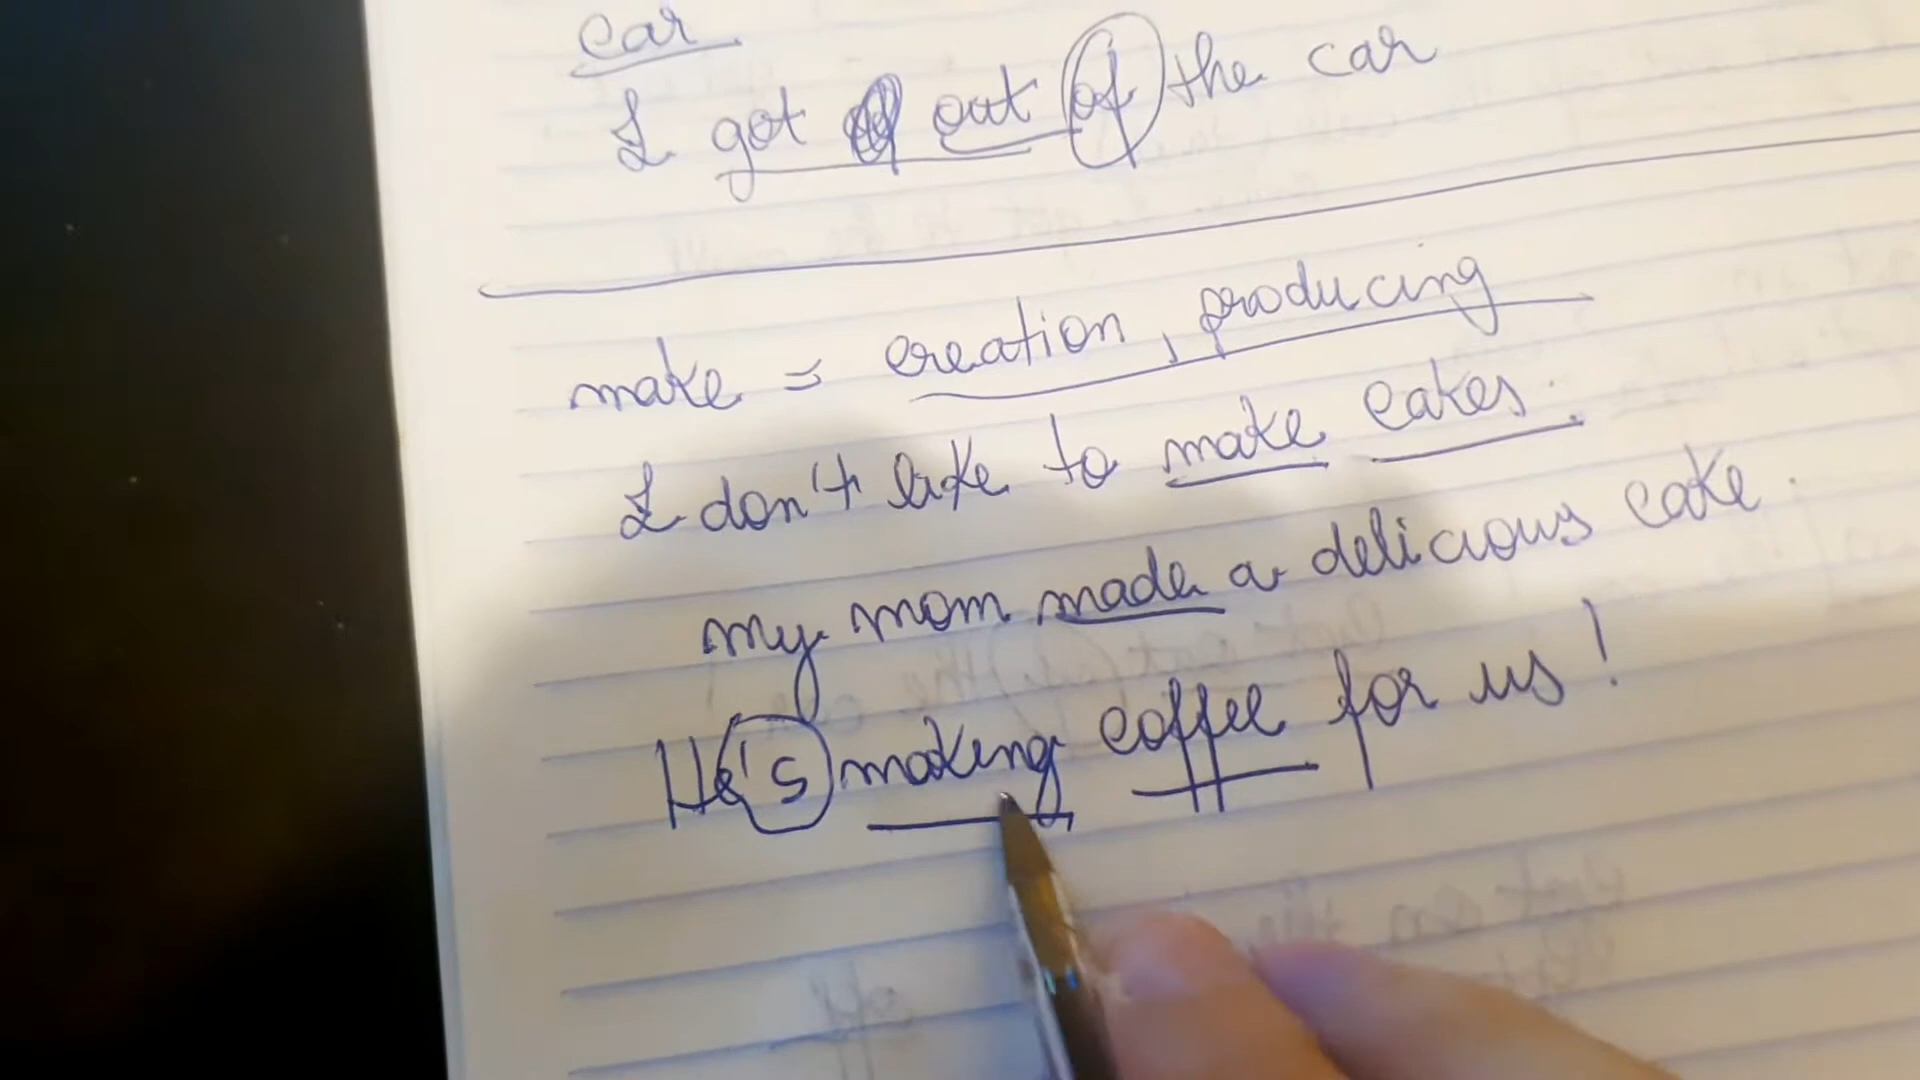 car
I got out of the car
make = creation, producing
I don't like to make cakes.
my mom made a delicious cake.
He's making coffee for us!
off